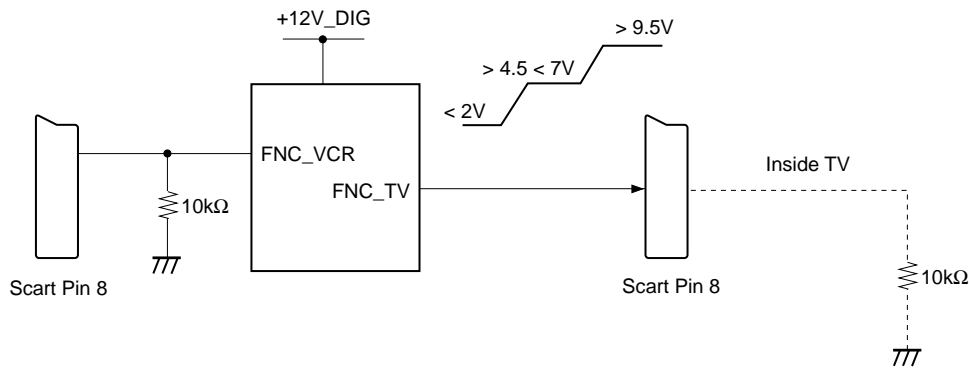 +12V_DIG
> 9.5V
> 4.5 < 7V
< 2V
FNC_VCR
Inside TV
FNC_TV
10kΩ
10kΩ
Scart Pin 8
Scart Pin 8